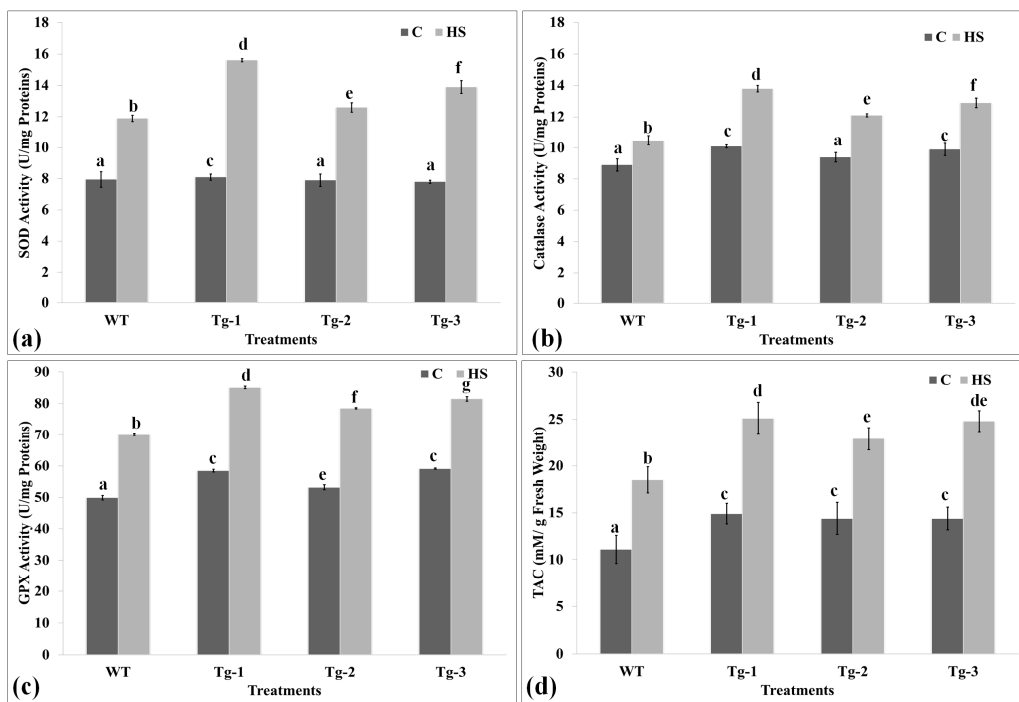 18
16
14
12
10
8
6
4
2
0
SOD Activity (U/mg Proteins)
C HS
a b c d a e a f
WT Tg-1 Tg-2 Tg-3
Treatments
(a)
18
16
14
12
10
8
6
4
2
0
Catalase Activity (U/mg Proteins)
C HS
a b c d a e c f
WT Tg-1 Tg-2 Tg-3
Treatments
(b)
90
80
70
60
50
40
30
20
10
0
GPX Activity (U/mg Proteins)
C HS
a b c d e f c g
WT Tg-1 Tg-2 Tg-3
Treatments
(c)
30
25
20
15
10
5
0
TAC (mM/ g Fresh Weight)
C HS
a b c d c e c de
WT Tg-1 Tg-2 Tg-3
Treatments
(d)